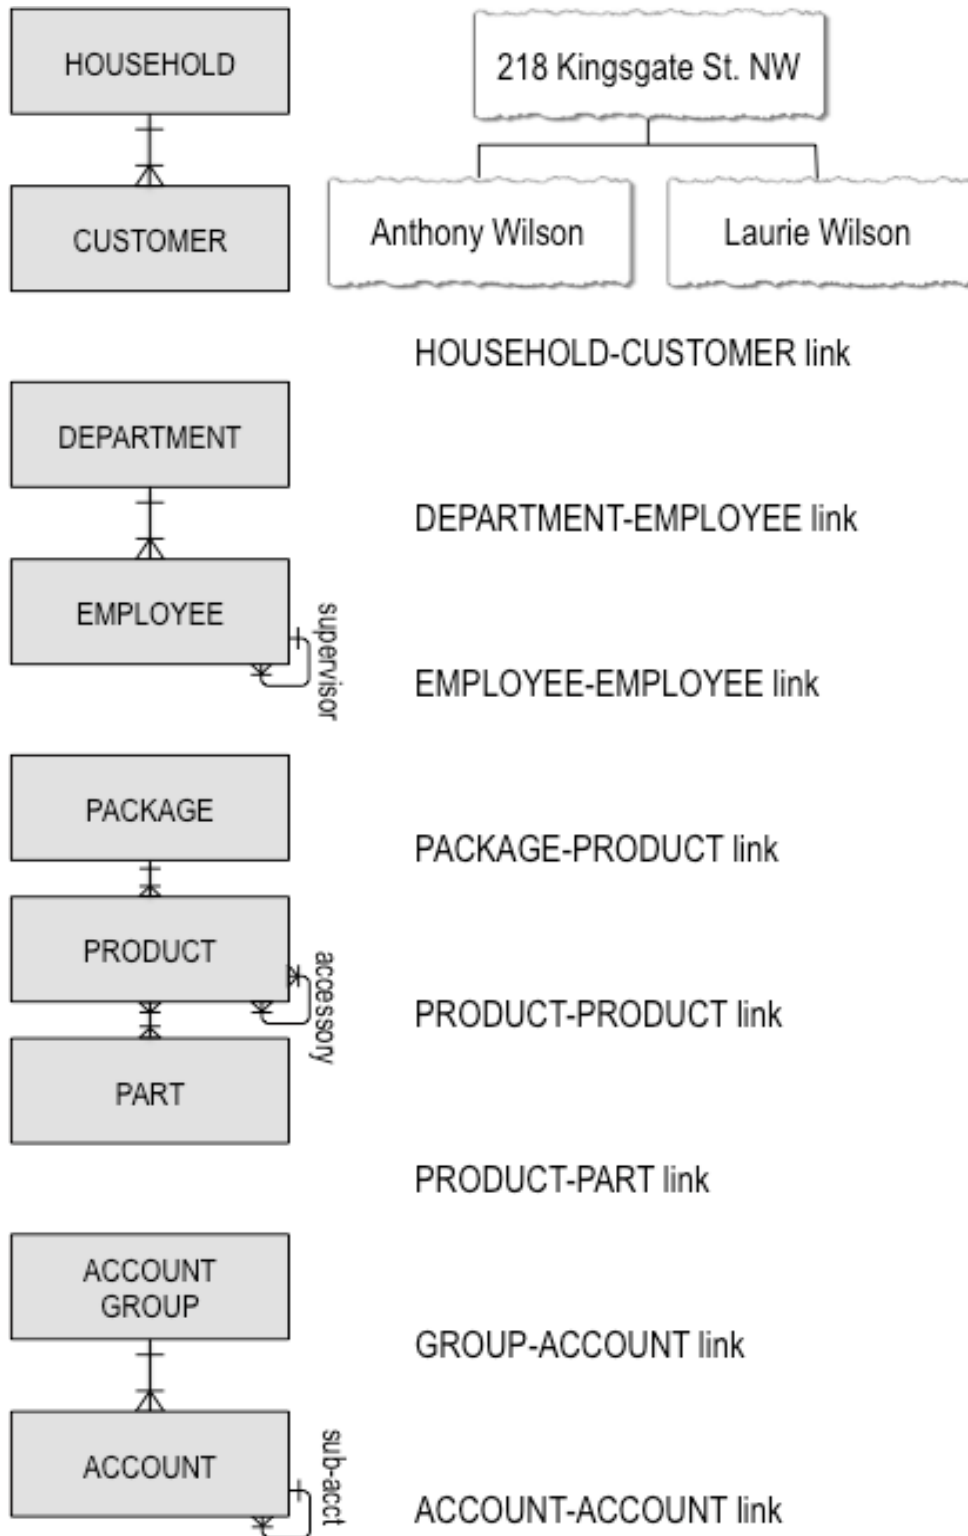 HOUSEHOLD
218 Kingsgate St. NW
CUSTOMER
Anthony Wilson
Laurie Wilson
HOUSEHOLD-CUSTOMER link
DEPARTMENT
DEPARTMENT-EMPLOYEE link
EMPLOYEE
supervisor
EMPLOYEE-EMPLOYEE link
PACKAGE
PACKAGE-PRODUCT link
PRODUCT
accessory
PRODUCT-PRODUCT link
PART
PRODUCT-PART link
ACCOUNT
GROUP
GROUP-ACCOUNT link
ACCOUNT
sub-acct
ACCOUNT-ACCOUNT link